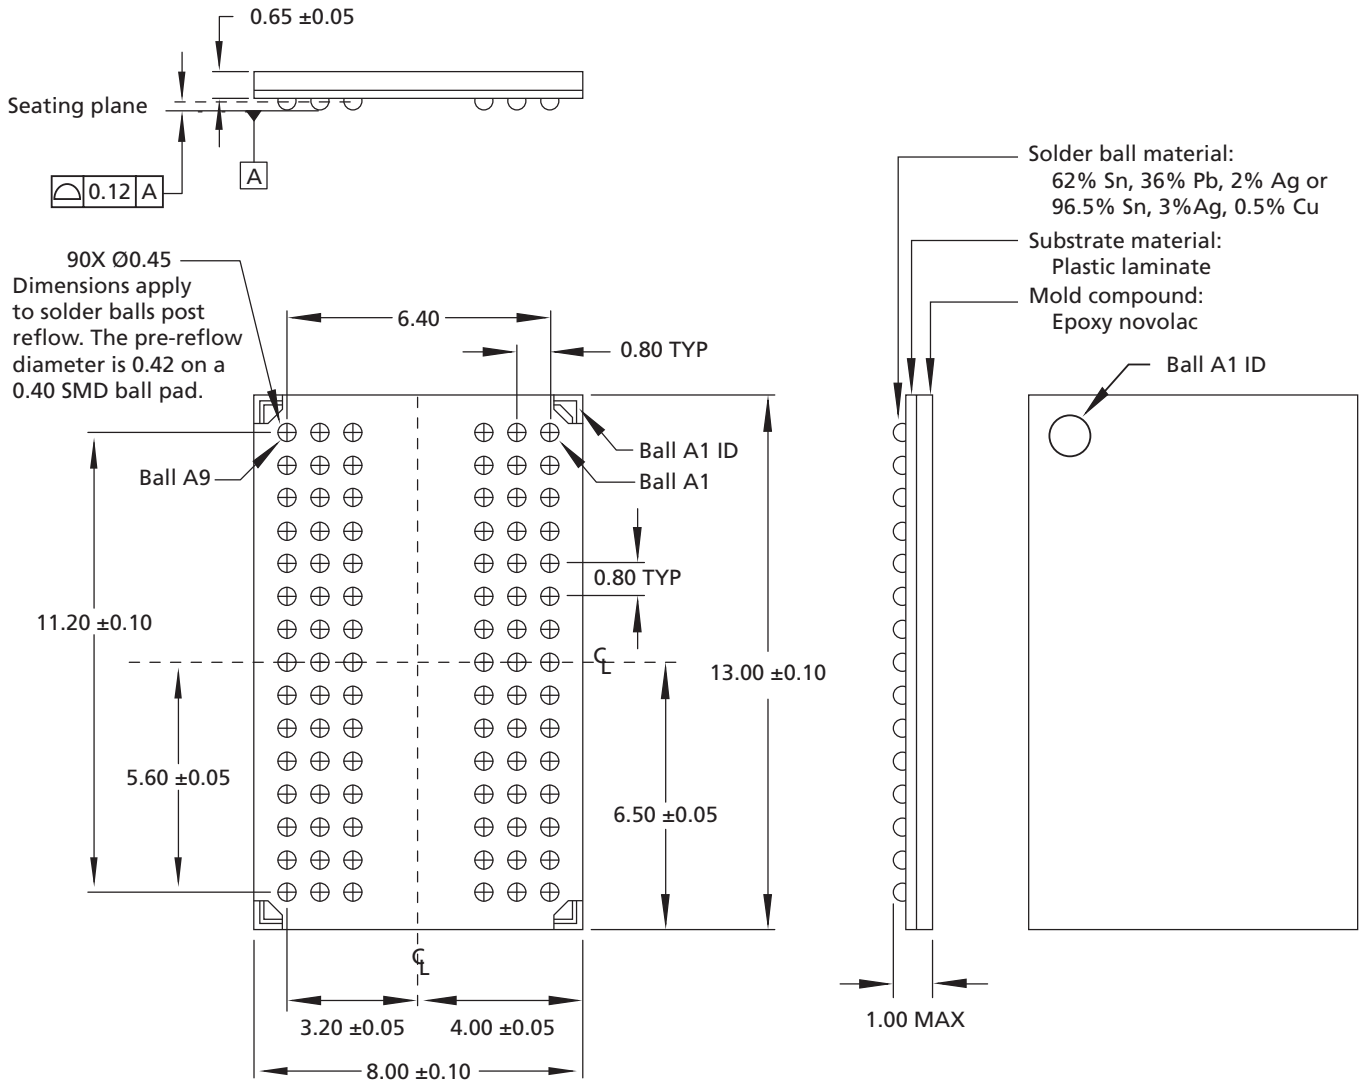 0.65 ±0.05
Seating plane
0.12 A
A
Solder ball material:
62% Sn, 36% Pb, 2% Ag or
96.5% Sn, 3%Ag, 0.5% Cu
Substrate material:
Plastic laminate
Mold compound:
Epoxy novolac
90X Ø0.45
Dimensions apply
to solder balls post
reflow. The pre-reflow
diameter is 0.42 on a
0.40 SMD ball pad.
6.40
0.80 TYP
Ball A1 ID
Ball A1 ID
Ball A9
Ball A1
0.80 TYP
11.20 ±0.10
CL
13.00 ±0.10
5.60 ±0.05
6.50 ±0.05
CL
3.20 ±0.05
4.00 ±0.05
1.00 MAX
8.00 ±0.10